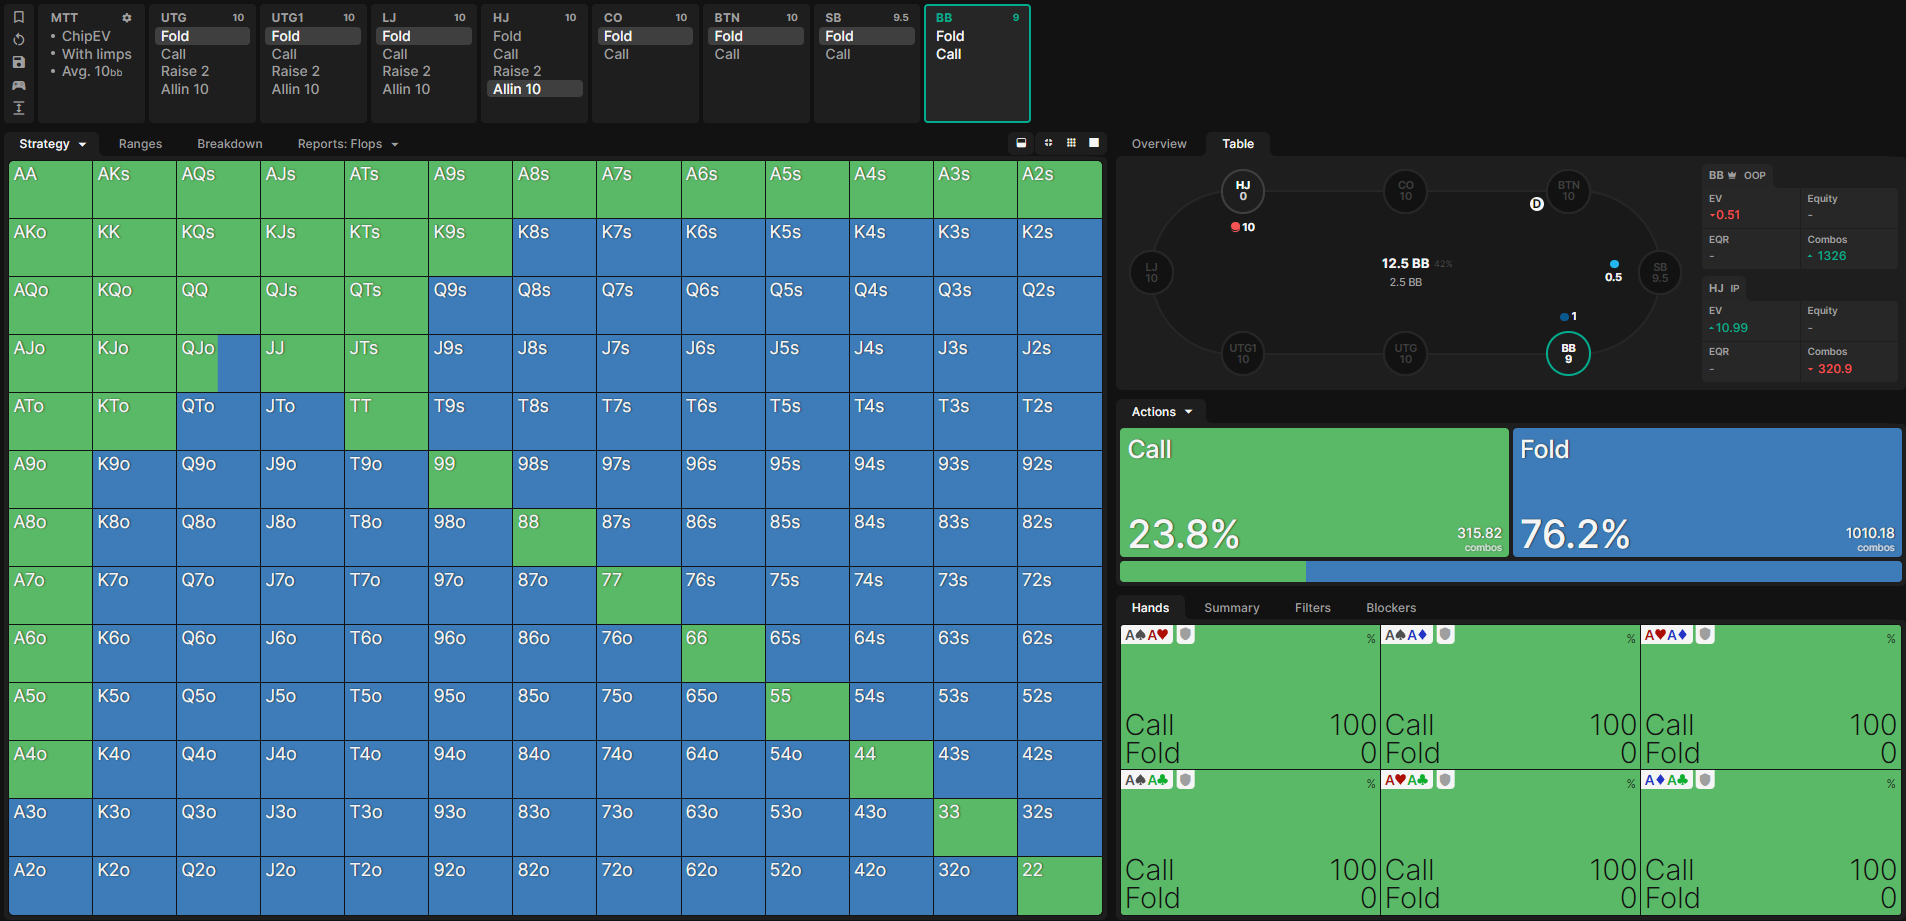 MTT
• ChipEV
• With limps
• Avg. 10bb
UTG 10
Fold
Call
Raise 2
Allin 10
UTG1 10
Fold
Call
Raise 2
Allin 10
LJ 10
Fold
Call
Raise 2
Allin 10
HJ 10
Fold
Call
Raise 2
Allin 10
CO 10
Fold
Call
BTN 10
Fold
Call
SB 9.5
Fold
Call
BB 9
Fold
Call
Strategy Ranges Breakdown Reports: Flops
AA AKs AQs AJs ATs A9s A8s A7s A6s A5s A4s A3s A2s
AKo KK KQs KJs KTs K9s K8s K7s K6s K5s K4s K3s K2s
AQo KQo QQ QJs QTs Q9s Q8s Q7s Q6s Q5s Q4s Q3s Q2s
AJo KJo QJo JJ JTs J9s J8s J7s J6s J5s J4s J3s J2s
ATo KTo QTo JTo TT T9s T8s T7s T6s T5s T4s T3s T2s
A9o K9o Q9o J9o T9o 99 98s 97s 96s 95s 94s 93s 92s
A8o K8o Q8o J8o T8o 98o 88 87s 86s 85s 84s 83s 82s
A7o K7o Q7o J7o T7o 97o 87o 77 76s 75s 74s 73s 72s
A6o K6o Q6o J6o T6o 96o 86o 76o 66 65s 64s 63s 62s
A5o K5o Q5o J5o T5o 95o 85o 75o 65o 55 54s 53s 52s
A4o K4o Q4o J4o T4o 94o 84o 74o 64o 54o 44 43s 42s
A3o K3o Q3o J3o T3o 93o 83o 73o 63o 53o 43o 33 32s
A2o K2o Q2o J2o T2o 92o 82o 72o 62o 52o 42o 32o 22
Overview Table
HJ
0
10
CO
10
BTN
10
D
LJ
10
12.5 BB 42%
2.5 BB
0.5
SB
9.5
1
UTG1
10
UTG
10
BB
9
BB OOP
EV Equity
0.51 -
EQR Combos
- 1326
HJ IP
EV Equity
10.99 -
EQR Combos
- 320.9
Actions
Call
23.8% 315.82
combos
Fold
76.2% 1010.18
combos
Hands Summary Filters Blockers
A♠A♥ %
Call 100
Fold 0
A♠A♦ %
Call 100
Fold 0
A♥A♦ %
Call 100
Fold 0
A♠A♣ %
Call 100
Fold 0
A♥A♣ %
Call 100
Fold 0
A♦A♣ %
Call 100
Fold 0